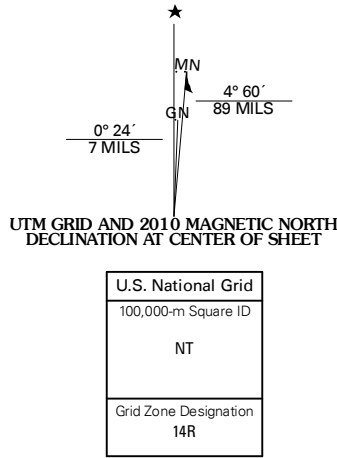 MN
GN
4° 60´
89 MILS
0° 24´
7 MILS
UTM GRID AND 2010 MAGNETIC NORTH
DECLINATION AT CENTER OF SHEET
U.S. National Grid
100,000-m Square ID
NT
Grid Zone Designation
14R